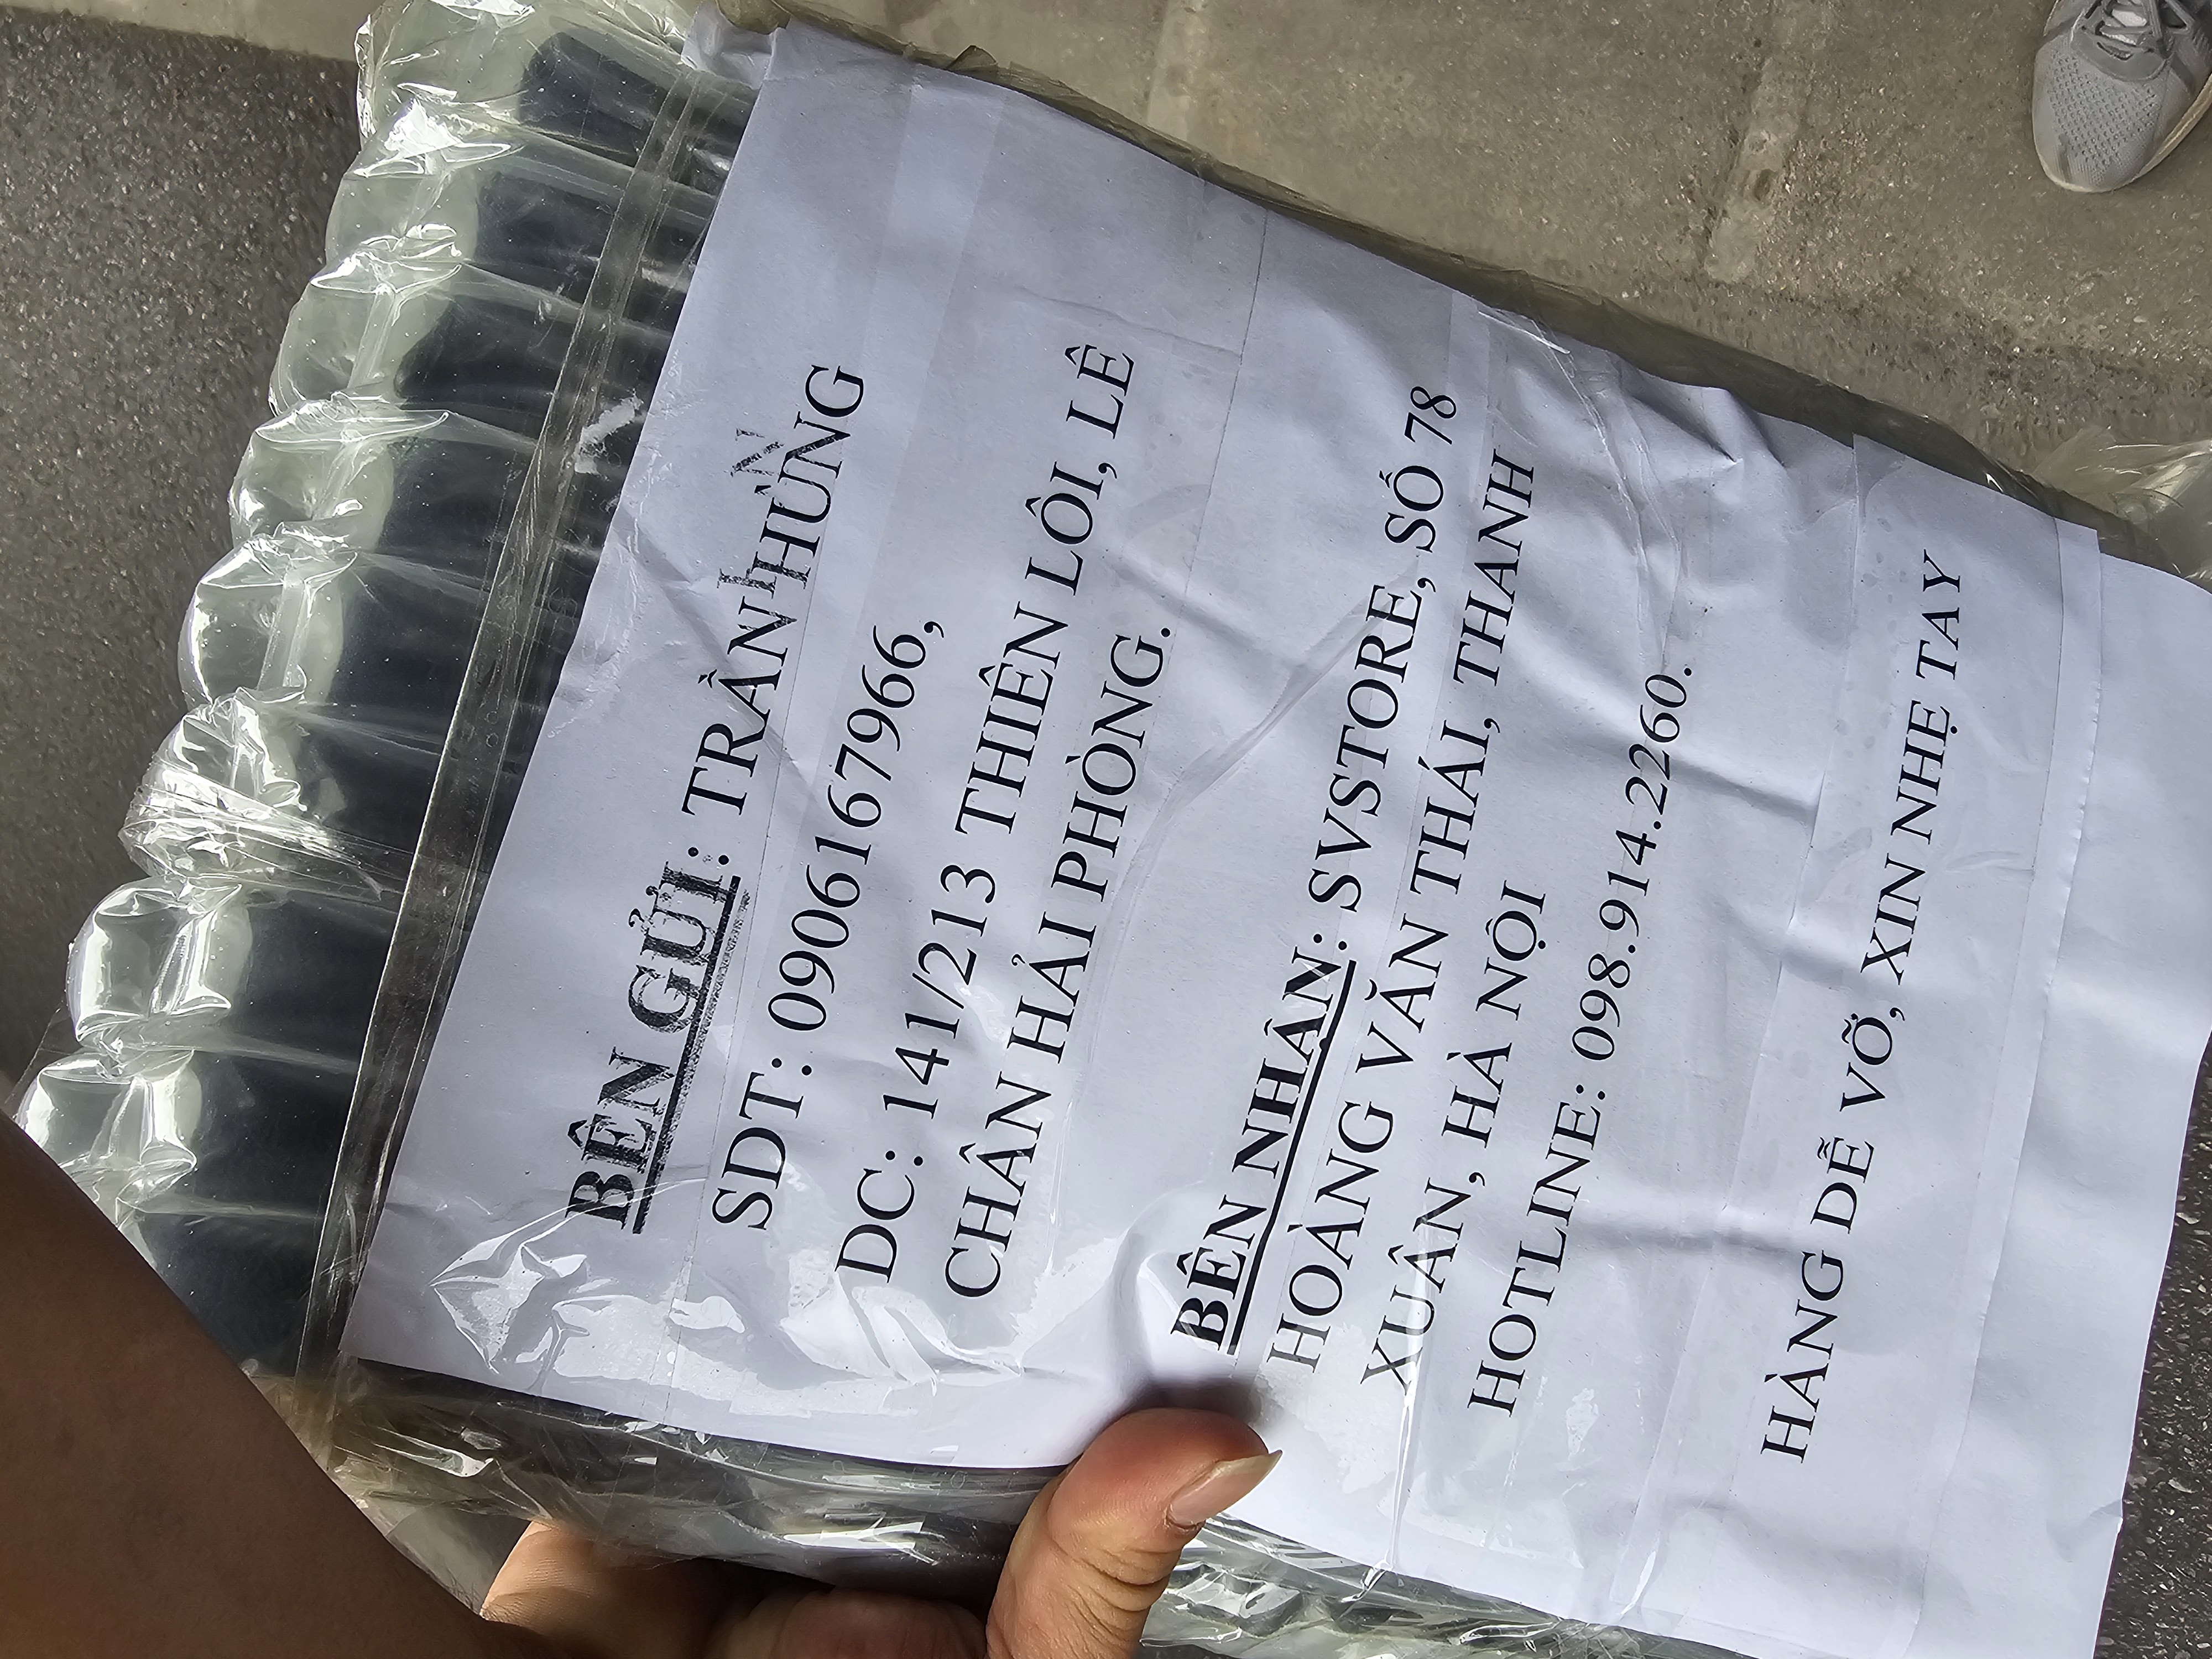 BÊN GỬI: TRẦN HÙNG
SDT: 0906167966,
DC: 141/213 THIÊN LÔI, LÊ
CHÂN HẢI PHÒNG.
BÊN NHẬN: SVSTORE, SỐ 78
HOÀNG VĂN THÁI, THANH
XUÂN, HÀ NỘI
HOTLINE: 098.914.2260.
HÀNG DỄ VỠ, XIN NHẸ TAY